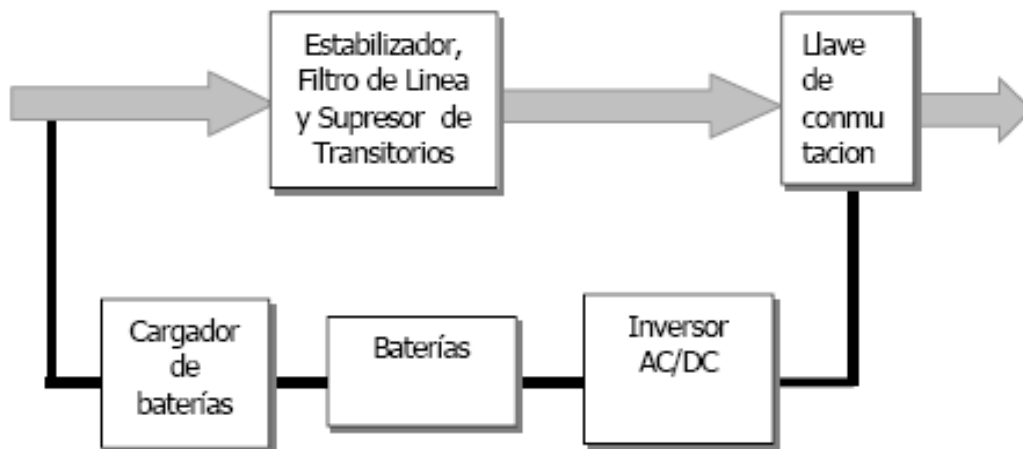 Estabilizador,
Filtro de Linea
y Supresor de
Transitorios
Llave
de
conmu
tacion
Cargador
de
baterías
Baterías
Inversor
AC/DC